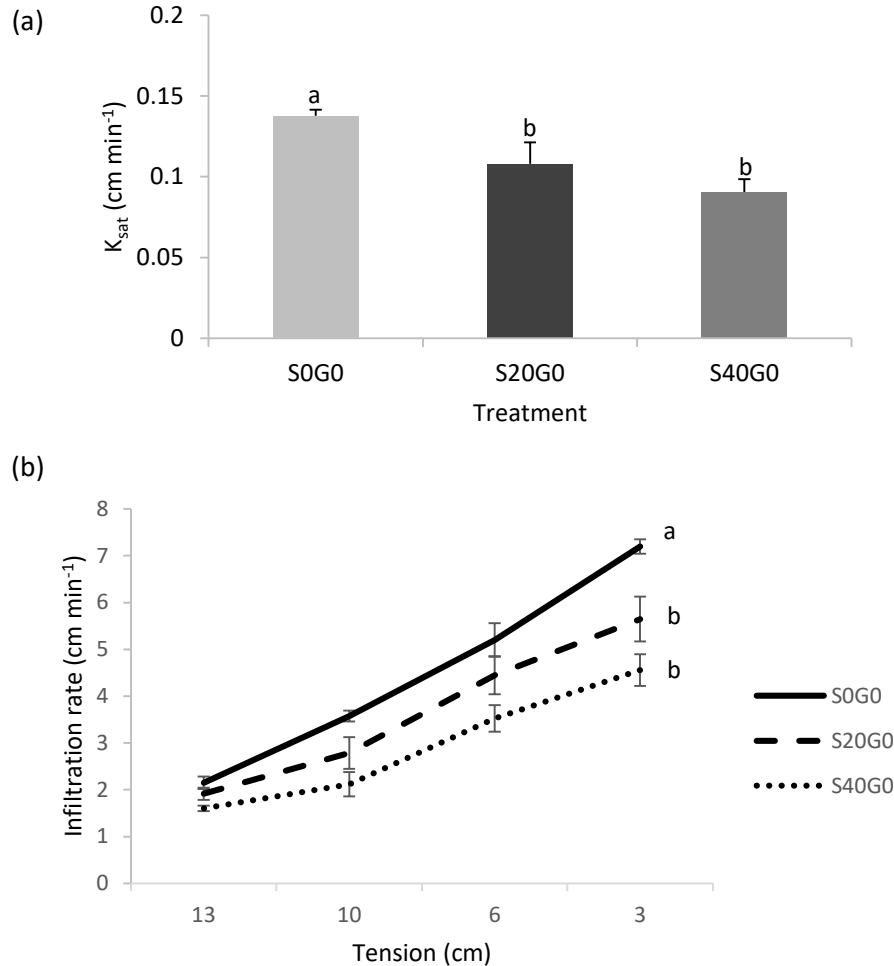 (a)
0.2
0.15
0.1
0.05
0
Ksat (cm min-1)
a
b
b
S0G0 S20G0 S40G0
Treatment
(b)
8
7
6
5
4
3
2
1
0
Infiltration rate (cm min-1)
a
b
b
S0G0
S20G0
S40G0
13 10 6 3
Tension (cm)